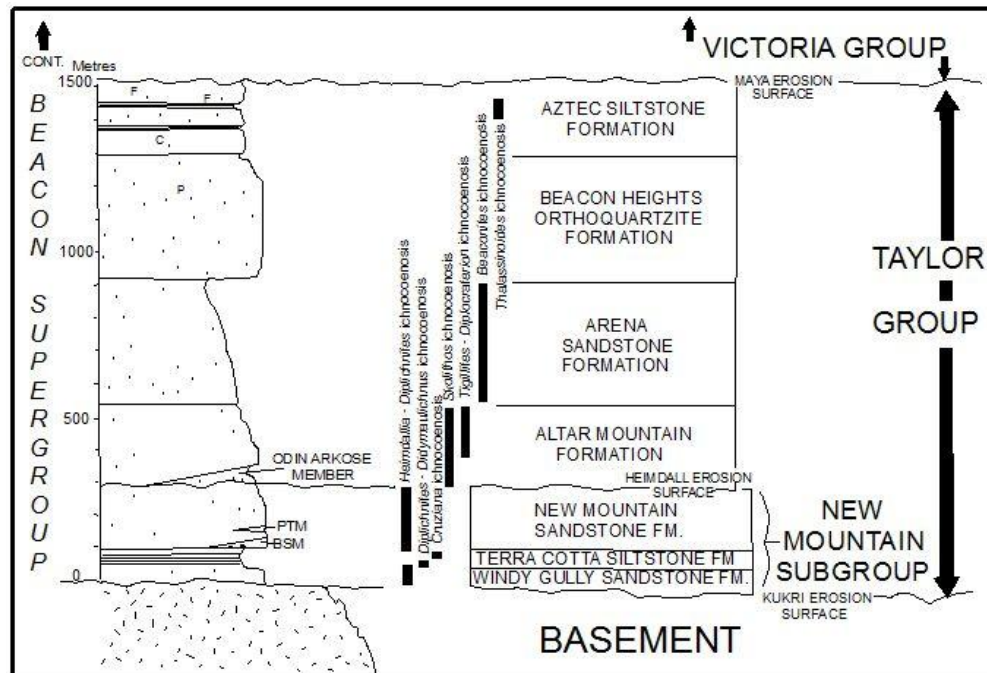 CONT.
Metres
1500
1000
500
0
BEACON SUPERGROUP
F
F
C
P
ODIN ARKOSE
MEMBER
PTM
BSM
Heimdallia - Diplichnites ichnocoenosis
Diplichnites - Didymaulichnus ichnocoenosis
Cruziana ichnocoenosis
Skolithos ichnocoenosis
Tigillites - Diplocraterion ichnocoenosis
Beaconites ichnocoenosis
Thalassinoides ichnocoenosis
VICTORIA GROUP
MAYA EROSION
SURFACE
AZTEC SILTSTONE
FORMATION
BEACON HEIGHTS
ORTHOQUARTZITE
FORMATION
ARENA
SANDSTONE
FORMATION
ALTAR MOUNTAIN
FORMATION
HEIMDALL EROSION
SURFACE
NEW MOUNTAIN
SANDSTONE FM.
TERRA COTTA SILTSTONE FM
WINDY GULLY SANDSTONE FM.
TAYLOR
GROUP
NEW
MOUNTAIN
SUBGROUP
KUKRI EROSION
SURFACE
BASEMENT